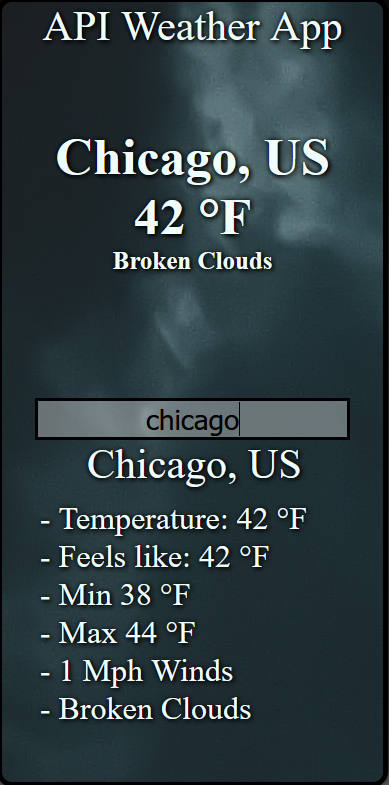 API Weather App
Chicago, US
42 °F
Broken Clouds
chicago
Chicago, US
- Temperature: 42 °F
- Feels like: 42 °F
- Min 38 °F
- Max 44 °F
- 1 Mph Winds
- Broken Clouds